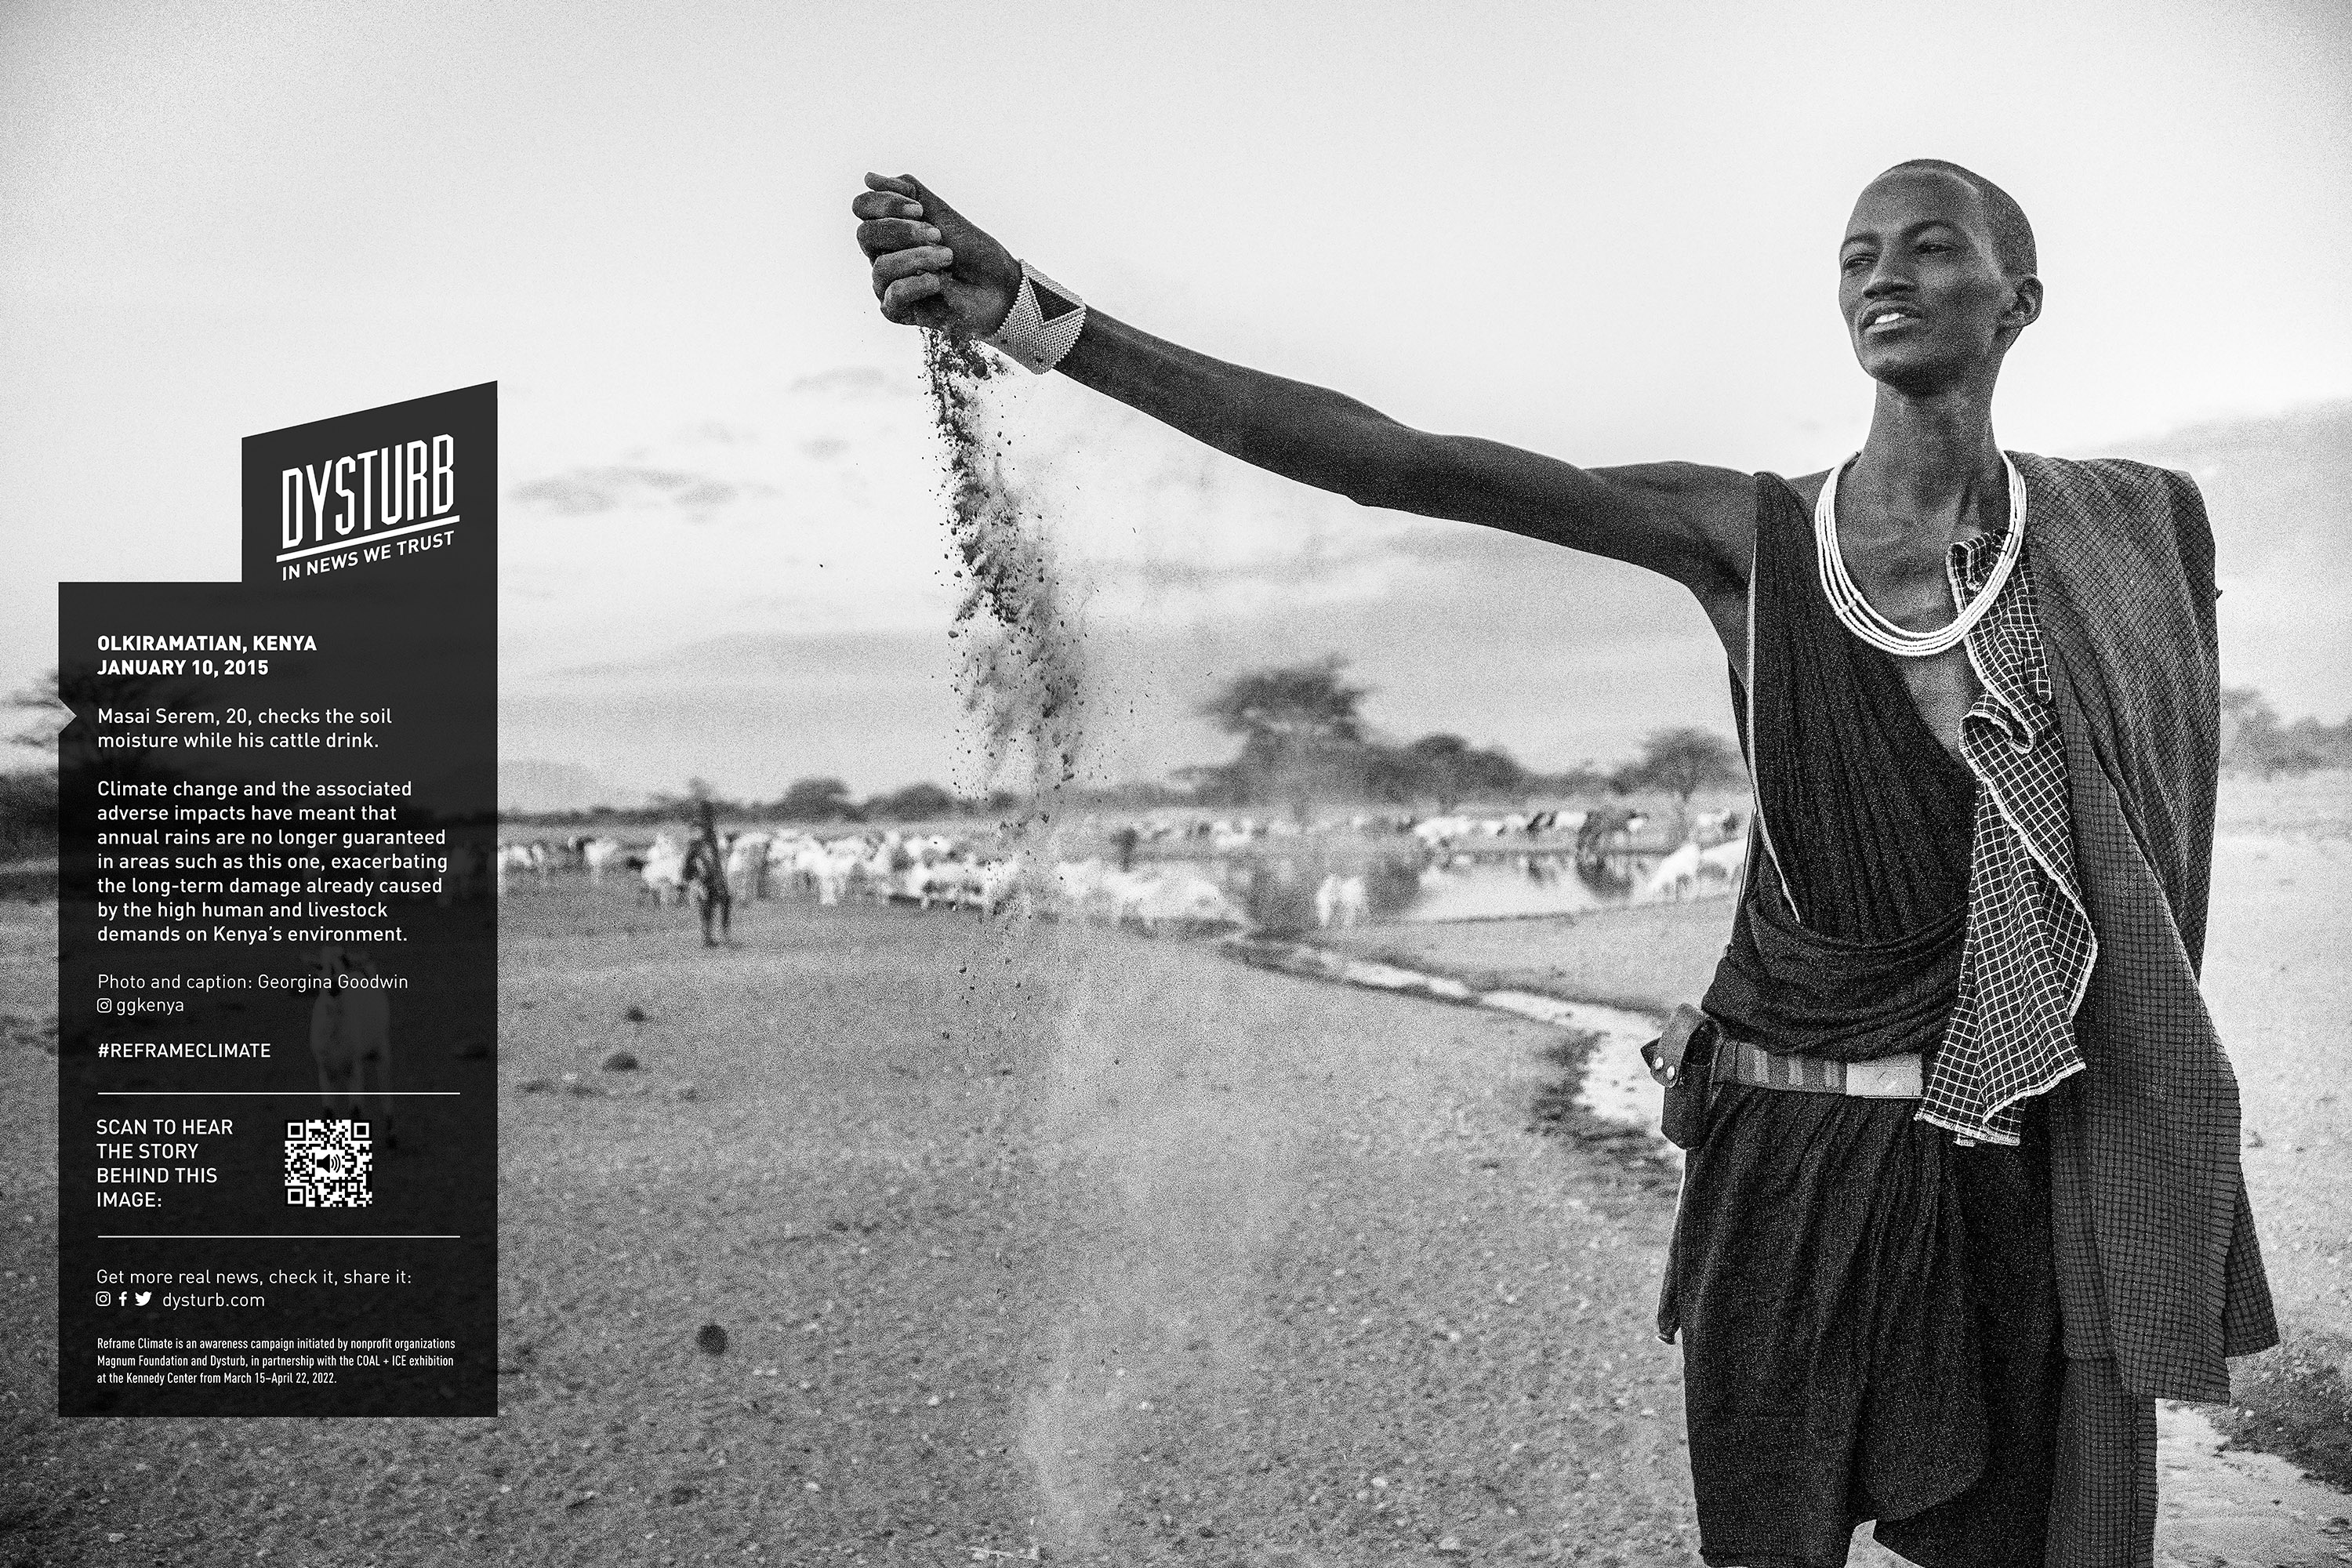 DYSTURB
IN NEWS WE TRUST
OLKIRAMATIAN, KENYA
JANUARY 10, 2015
Masai Serem, 20, checks the soil
moisture while his cattle drink.
Climate change and the associated
adverse impacts have meant that
annual rains are no longer guaranteed
in areas such as this one, exacerbating
the long-term damage already caused
by the high human and livestock
demands on Kenya's environment.
Photo and caption: Georgina Goodwin
ggkenya
#REFRAMECLIMATE
SCAN TO HEAR
THE STORY
BEHIND THIS
IMAGE:
Get more real news, check it, share it:
dysturb.com
Reframe Climate is an awareness campaign initiated by nonprofit organizations
Magnum Foundation and Dysturb, in partnership with the COAL + ICE exhibition
at the Kennedy Center from March 15–April 22, 2022.